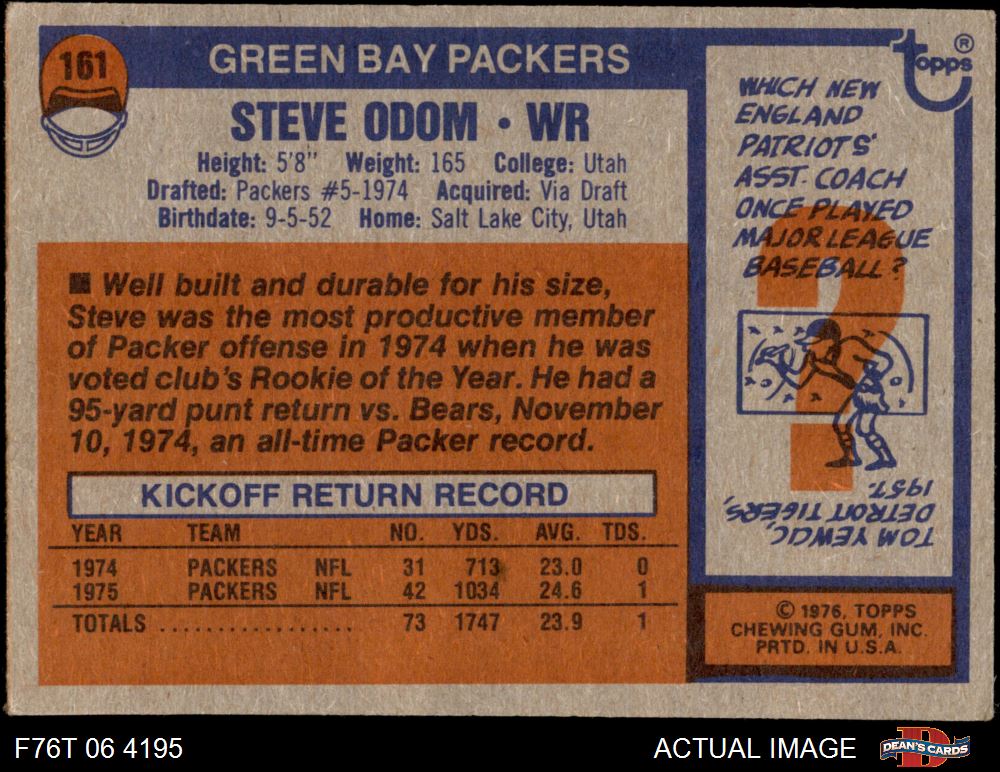 161
GREEN BAY PACKERS
STEVE ODOM • WR
Height: 5'8" Weight: 165 College: Utah
Drafted: Packers #5-1974 Acquired: Via Draft
Birthdate: 9-5-52 Home: Salt Lake City, Utah
■ Well built and durable for his size,
Steve was the most productive member
of Packer offense in 1974 when he was
voted club's Rookie of the Year. He had a
95-yard punt return vs. Bears, November
10, 1974, an all-time Packer record.
KICKOFF RETURN RECORD
YEAR TEAM NO. YDS. AVG. TDS.
1974 PACKERS NFL 31 713 23.0 0
1975 PACKERS NFL 42 1034 24.6 1
TOTALS .................. 73 1747 23.9 1
topps ®
WHICH NEW
ENGLAND
PATRIOTS'
ASST. COACH
ONCE PLAYED
MAJOR LEAGUE
BASEBALL?
?
TOM YEWCIC,
DETROIT TIGERS,
1957.
© 1976, TOPPS
CHEWING GUM, INC.
PRTD. IN U.S.A.
F76T 06 4195
ACTUAL IMAGE
DEAN'S CARDS